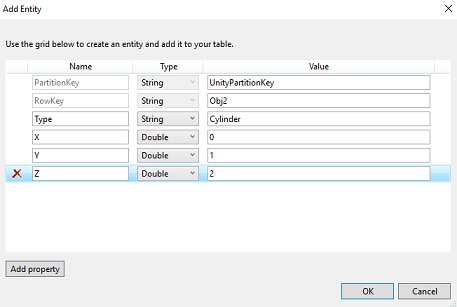 Add Entity
Use the grid below to create an entity and add it to your table.
Name Type Value
PartitionKey String UnityPartitionKey
RowKey String Obj2
Type String Cylinder
X Double 0
Y Double 1
Z Double 2
Add property
OK Cancel